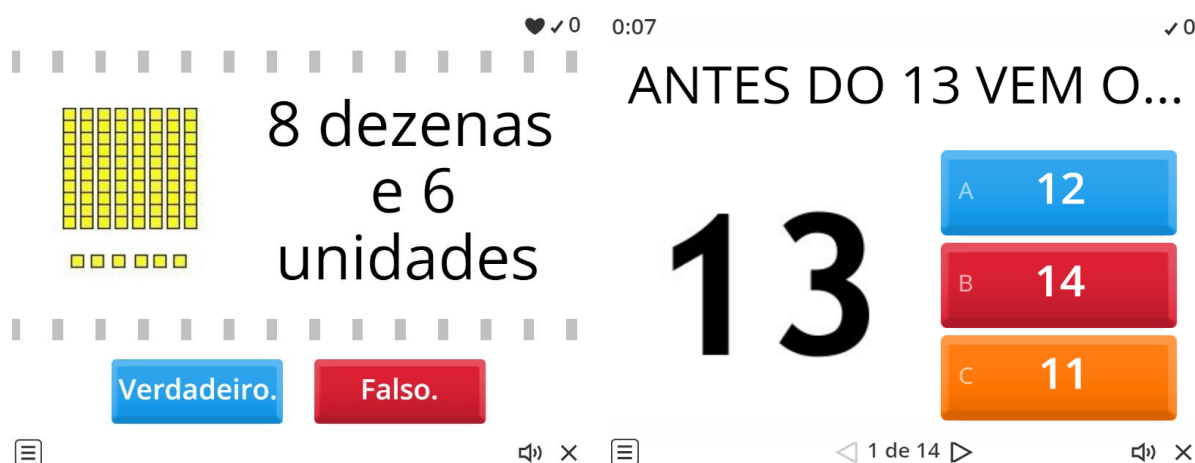 ✓ 0
8 dezenas
e 6
unidades
Verdadeiro.
Falso.
0:07
✓ 0
ANTES DO 13 VEM O...
13
A 12
B 14
C 11
1 de 14